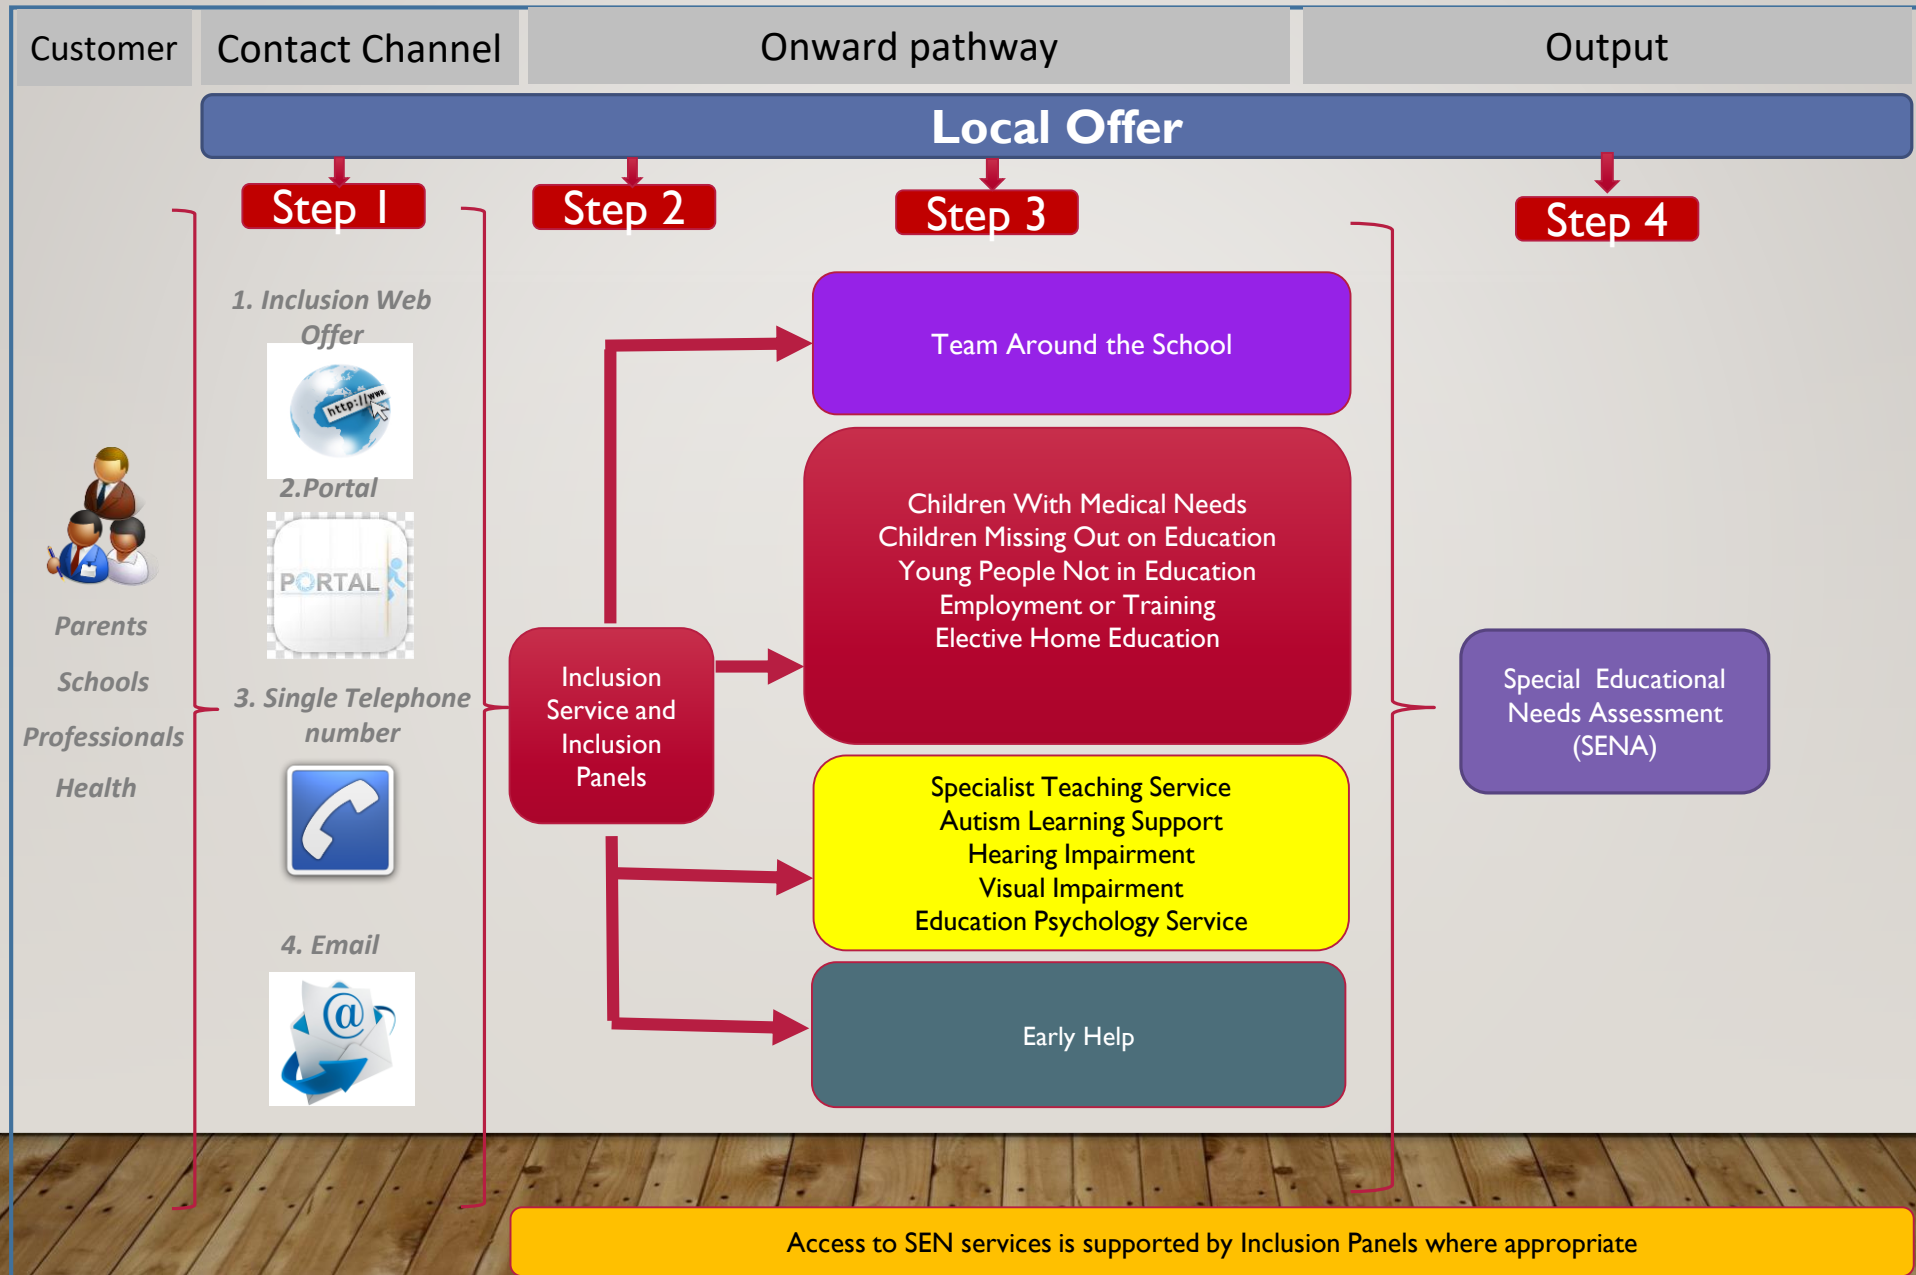 Customer
Contact Channel
Onward pathway
Output
Local Offer
Step 1
Step 2
Step 3
Step 4
1. Inclusion Web
Offer
http://www.
2.Portal
PORTAL
3. Single Telephone
number
4. Email
@
Parents
Schools
Professionals
Health
Inclusion
Service and
Inclusion
Panels
Team Around the School
Children With Medical Needs
Children Missing Out on Education
Young People Not in Education
Employment or Training
Elective Home Education
Specialist Teaching Service
Autism Learning Support
Hearing Impairment
Visual Impairment
Education Psychology Service
Early Help
Special Educational
Needs Assessment
(SENA)
Access to SEN services is supported by Inclusion Panels where appropriate